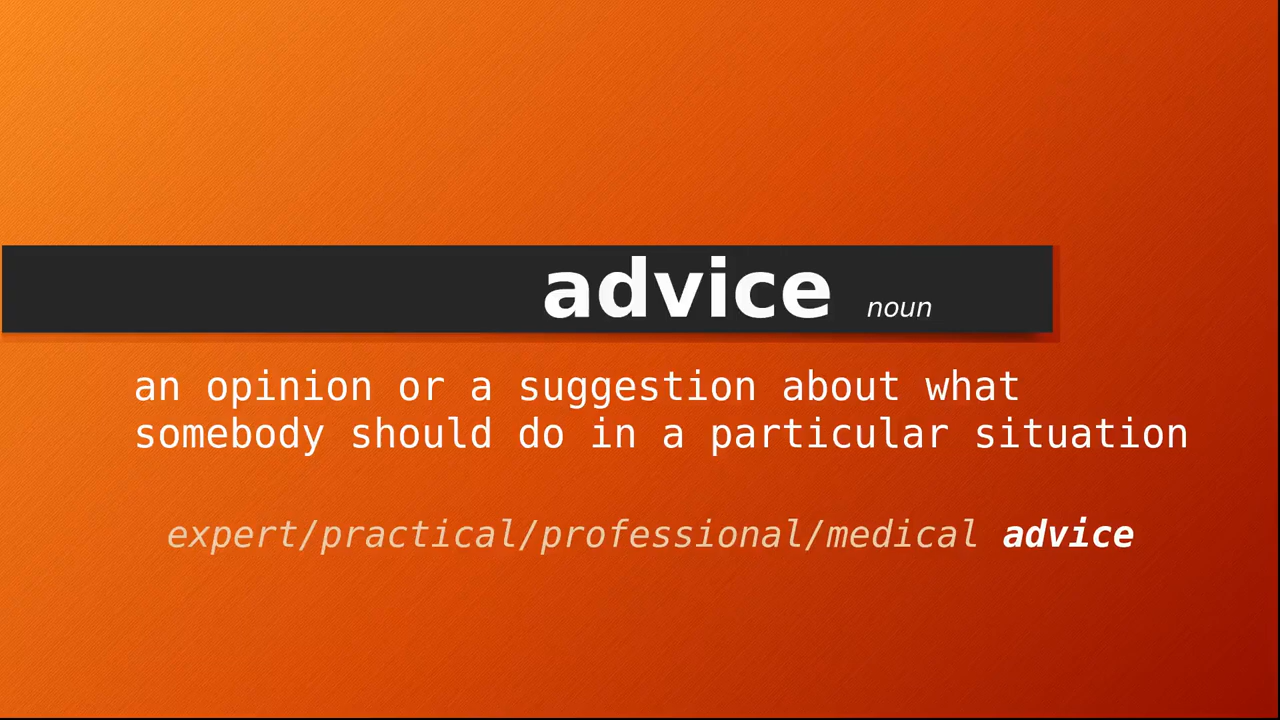 advice noun
an opinion or a suggestion about what
somebody should do in a particular situation
expert/practical/professional/medical advice